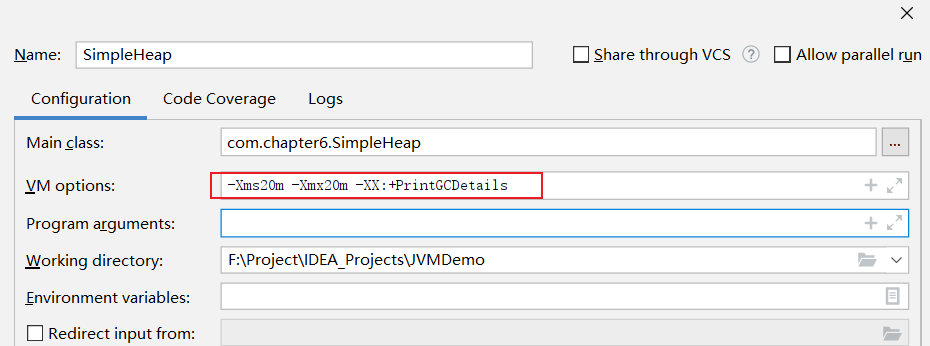 Name: SimpleHeap Share through VCS ? Allow parallel run
Configuration Code Coverage Logs
Main class: com.chapter6.SimpleHeap ...
VM options: -Xms20m -Xmx20m -XX:+PrintGCDetails
Program arguments:
Working directory: F:\Project\IDEA_Projects\JVMDemo
Environment variables:
Redirect input from: